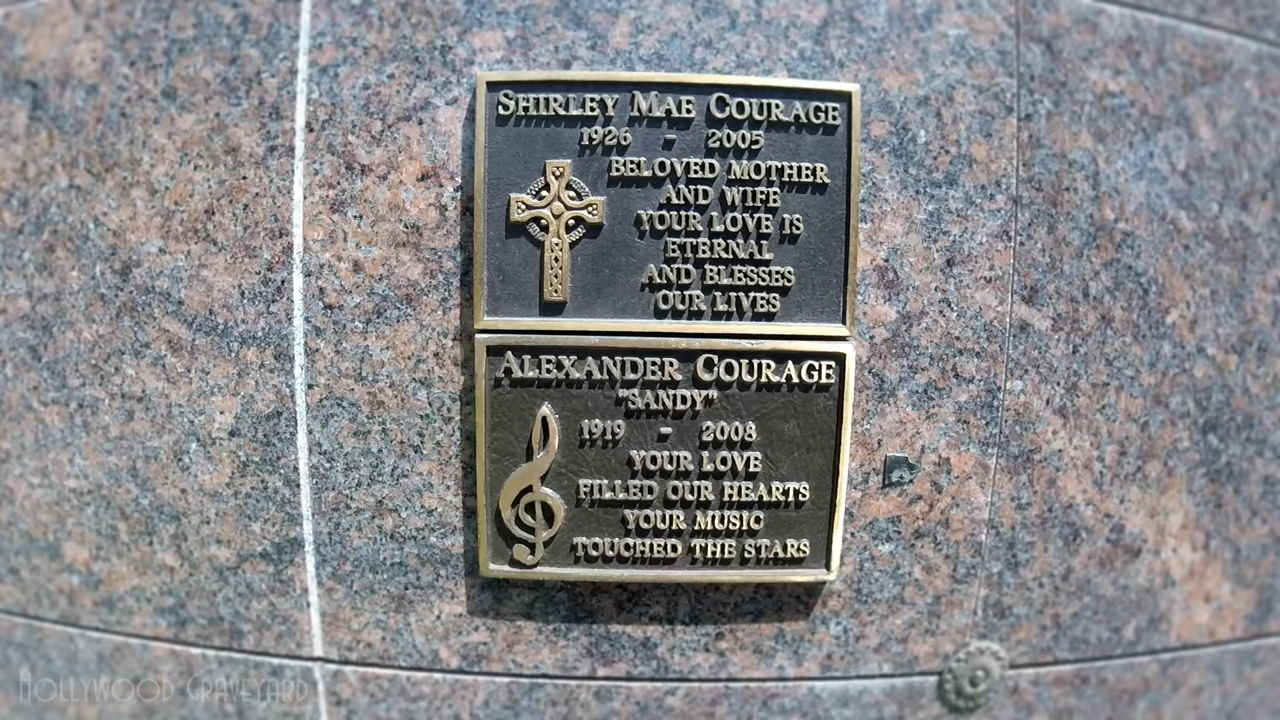 SHIRLEY MAE COURAGE
1926 - 2005
BELOVED MOTHER
AND WIFE
YOUR LOVE IS
ETERNAL
AND BLESSES
OUR LIVES
ALEXANDER COURAGE
"SANDY"
1919 - 2008
YOUR LOVE
FILLED OUR HEARTS
YOUR MUSIC
TOUCHED THE STARS
HOLLYWOOD GRAVEYARD